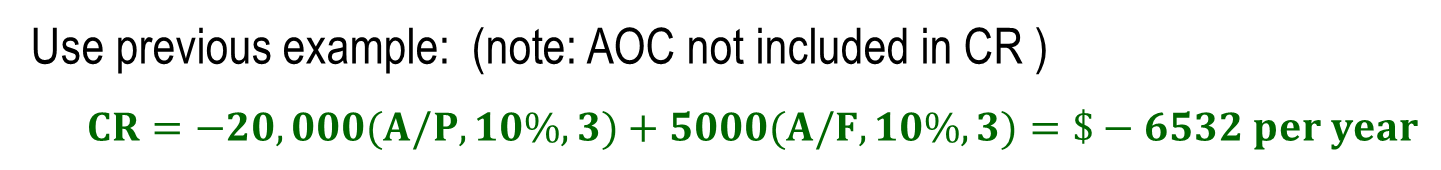 Use previous example:  (note: AOC not included in CR )
CR = −20,000(A/P, 10%, 3) + 5000(A/F, 10%, 3) = $ − 6532 per year